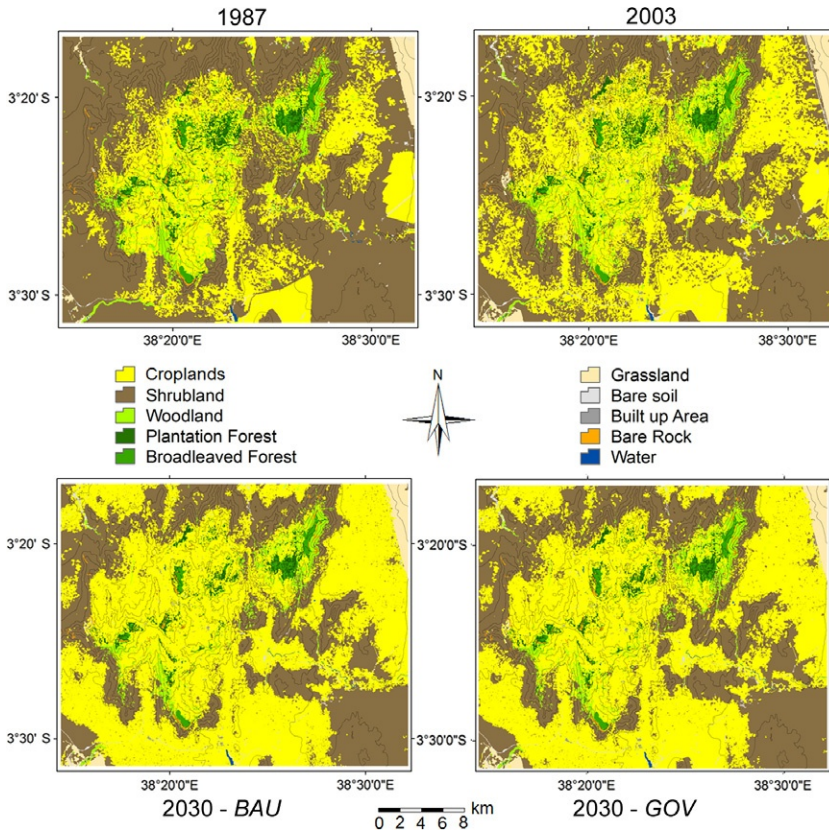 1987
2003
3°20' S
3°20' S
3°30' S
3°30' S
38°20'0"E
38°30'0"E
38°20'0"E
38°30'0"E
Croplands
Shrubland
Woodland
Plantation Forest
Broadleaved Forest
N
Grassland
Bare soil
Built up Area
Bare Rock
Water
3°20' S
3°20'0"S
3°30' S
3°30'0"S
38°20'0"E
38°30'0"E
38°20'0"E
38°30'0"E
2030 - BAU
km
0 2 4 6 8
2030 - GOV